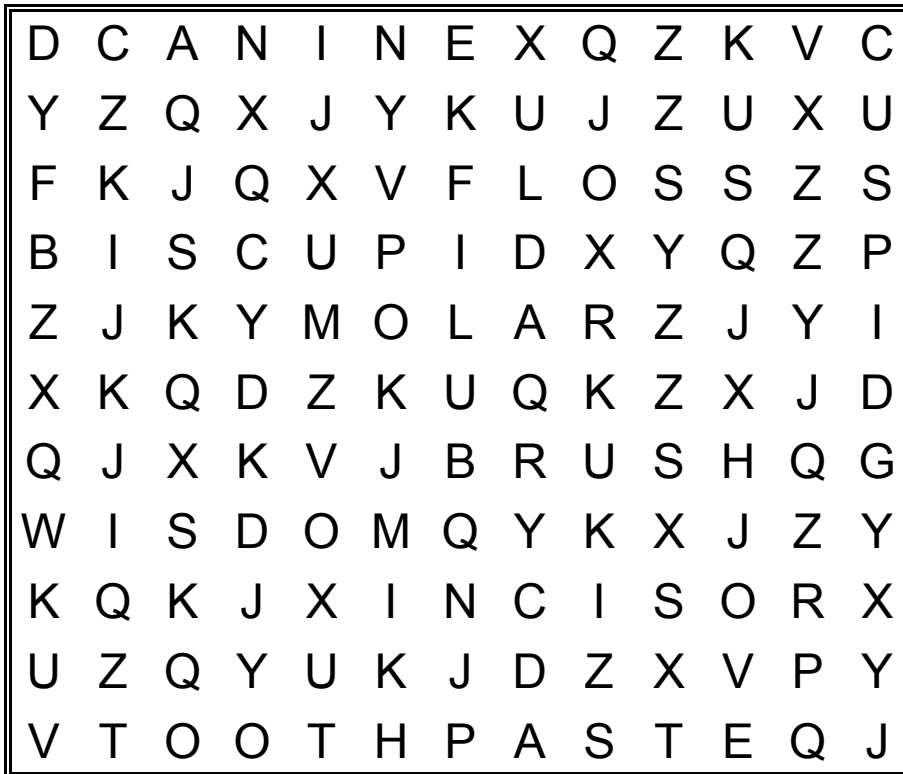 D C A N I N E X Q Z K V C
Y Z Q X J Y K U J Z U X U
F K J Q X V F L O S S Z S
B I S C U P I D X Y Q Z P
Z J K Y M O L A R Z J Y I
X K Q D Z K U Q K Z X J D
Q J X K V J B R U S H Q G
W I S D O M Q Y K X J Z Y
K Q K J X I N C I S O R X
U Z Q Y U K J D Z X V P Y
V T O O T H P A S T E Q J